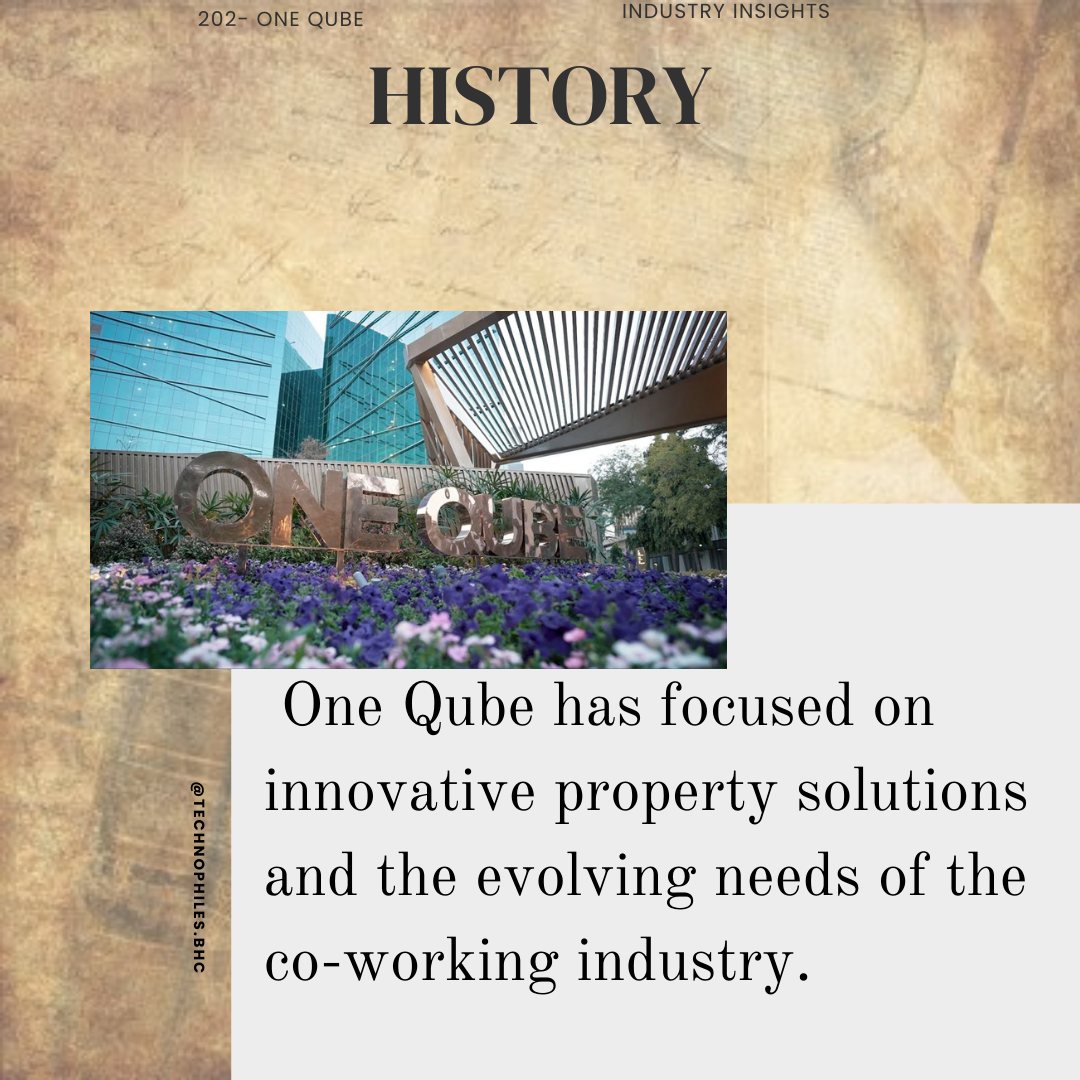 202- ONE QUBE
INDUSTRY INSIGHTS
HISTORY
ONE QUBE
One Qube has focused on
innovative property solutions
and the evolving needs of the
co-working industry.
@TECHNOPHILES.BHC